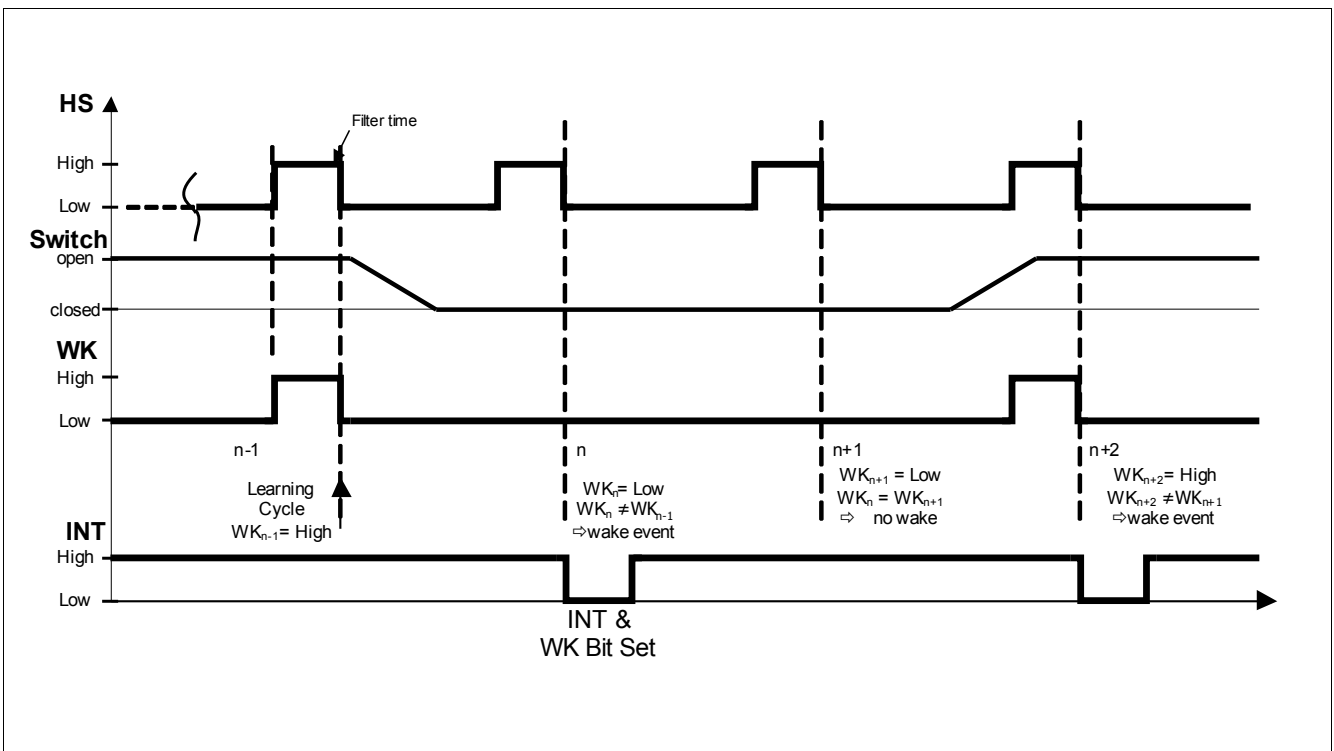 HS
Filter time
High
Low
Switch
open
closed
WK
High
Low
n-1
n
n+1
n+2
Learning
Cycle
WKn-1= High
WKn= Low
WKn ≠WKn-1
⇨wake event
WKn+1 = Low
WKn = WKn+1
⇨ no wake
WKn+2= High
WKn+2 ≠WKn+1
⇨wake event
INT
High
Low
INT &
WK Bit Set